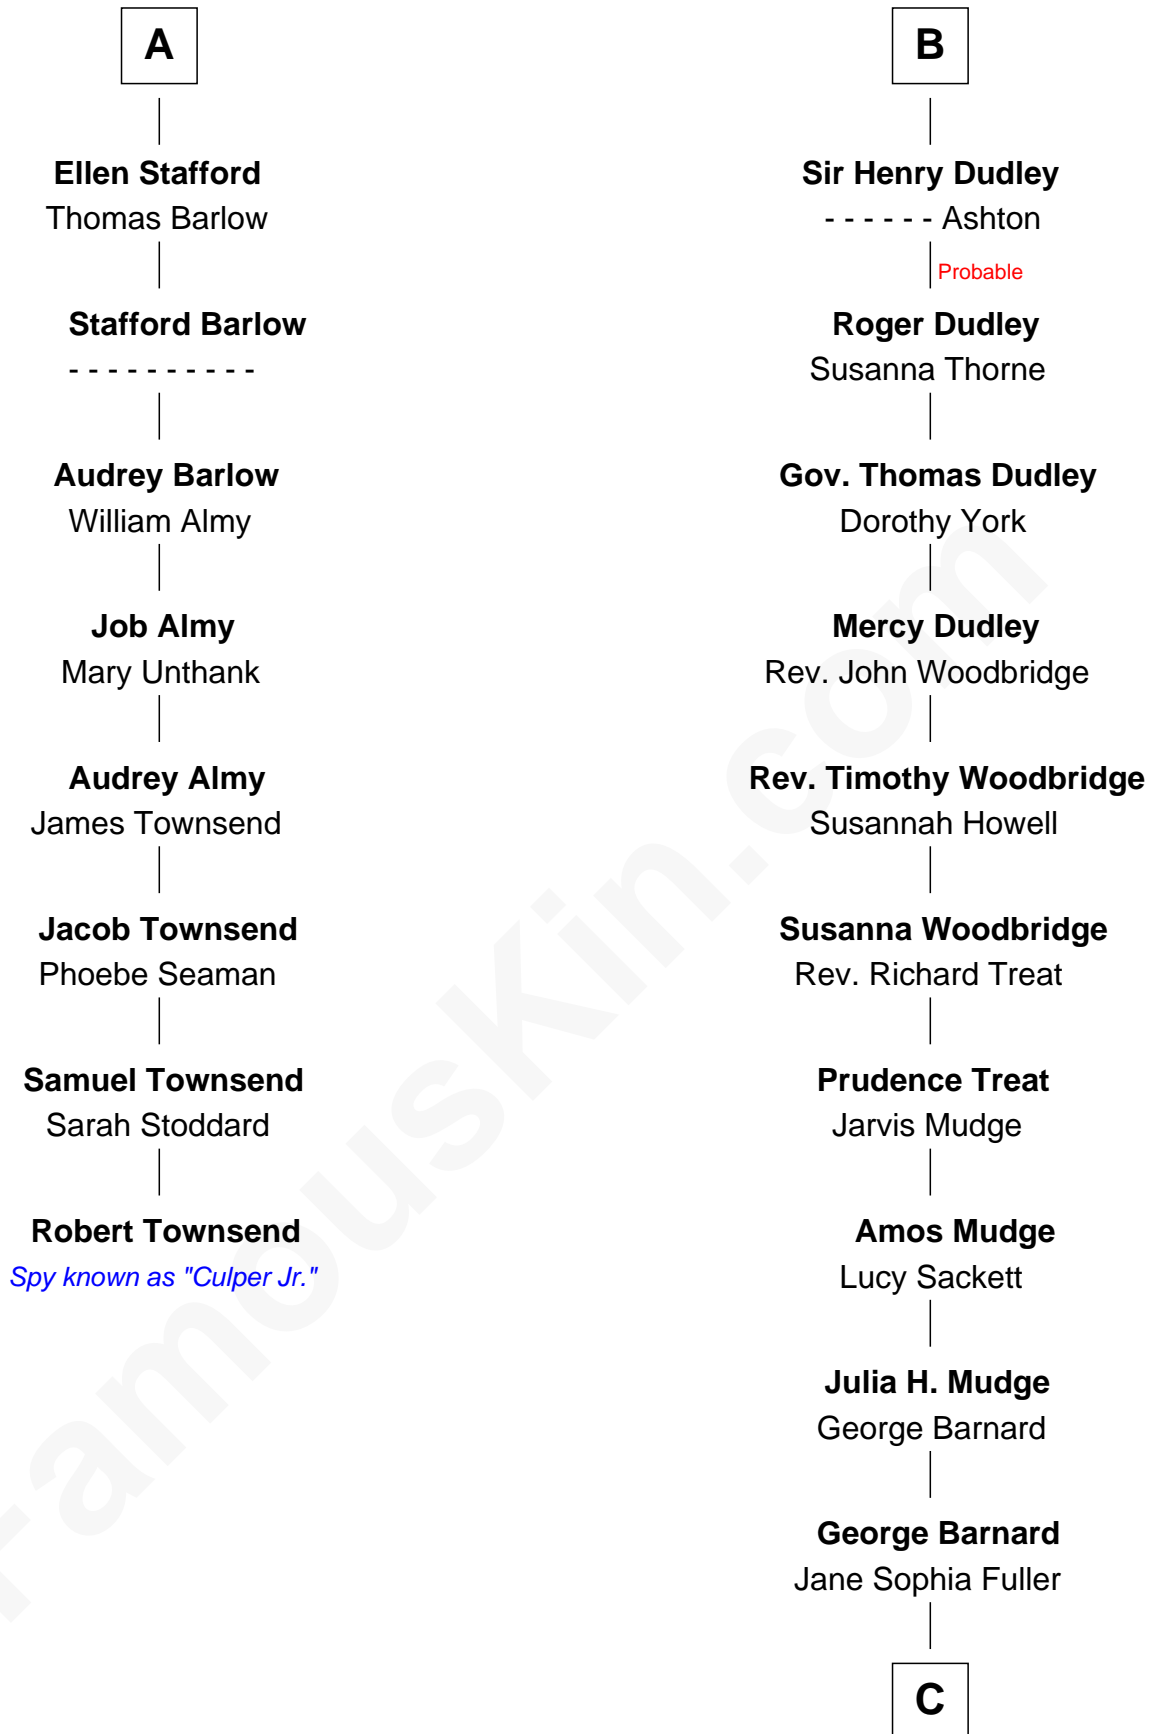 A
Ellen Stafford
Thomas Barlow
Stafford Barlow
- - - - - - - - - -
Audrey Barlow
William Almy
Job Almy
Mary Unthank
Audrey Almy
James Townsend
Jacob Townsend
Phoebe Seaman
Samuel Townsend
Sarah Stoddard
Robert Townsend
Spy known as "Culper Jr."
B
Sir Henry Dudley
- - - - - - Ashton
Probable
Roger Dudley
Susanna Thorne
Gov. Thomas Dudley
Dorothy York
Mercy Dudley
Rev. John Woodbridge
Rev. Timothy Woodbridge
Susannah Howell
Susanna Woodbridge
Rev. Richard Treat
Prudence Treat
Jarvis Mudge
Amos Mudge
Lucy Sackett
Julia H. Mudge
George Barnard
George Barnard
Jane Sophia Fuller
C
FamousKin.com